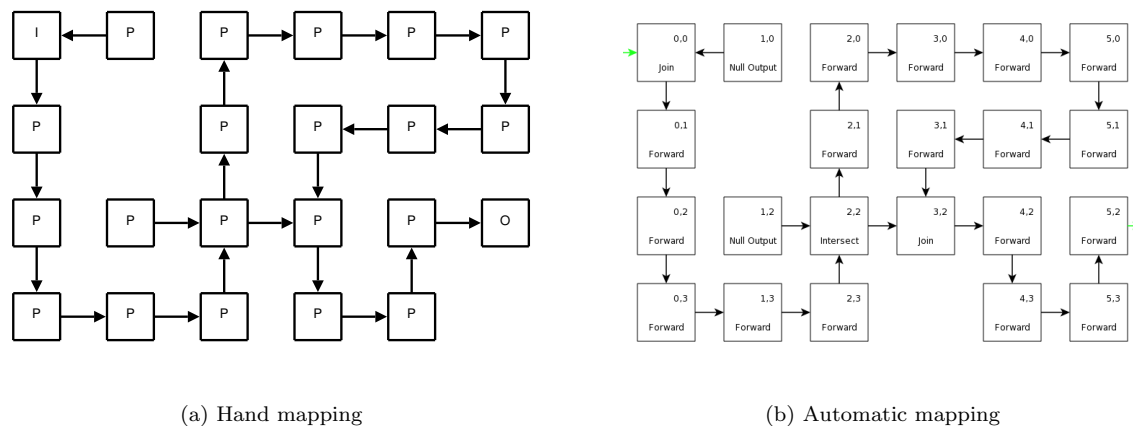 I P P P P P
P P P P P
P P P P P O
P P P P P
(a) Hand mapping
0,0 1,0 2,0 3,0 4,0 5,0
Join Null Output Forward Forward Forward Forward
0,1 2,1 3,1 4,1 5,1
Forward Forward Forward Forward Forward
0,2 1,2 2,2 3,2 4,2 5,2
Forward Null Output Intersect Join Forward Forward
0,3 1,3 2,3 4,3 5,3
Forward Forward Forward Forward Forward
(b) Automatic mapping